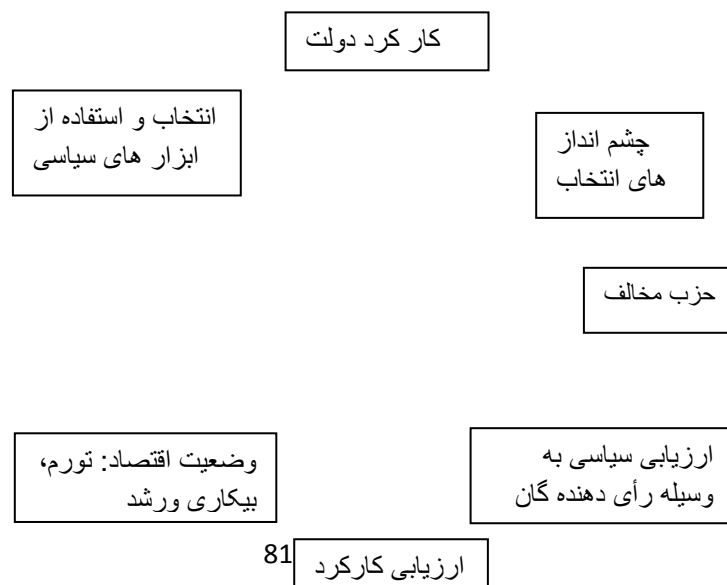 کار کرد دولت
انتخاب و استفاده از
ابزار های سیاسی
چشم انداز
های انتخاب
حزب مخالف
ارزیابی سیاسی به
وسیله رأی دهنده گان
وضعیت اقتصاد: تورم،
بیکاری ورشد
ارزیابی کارکرد
81